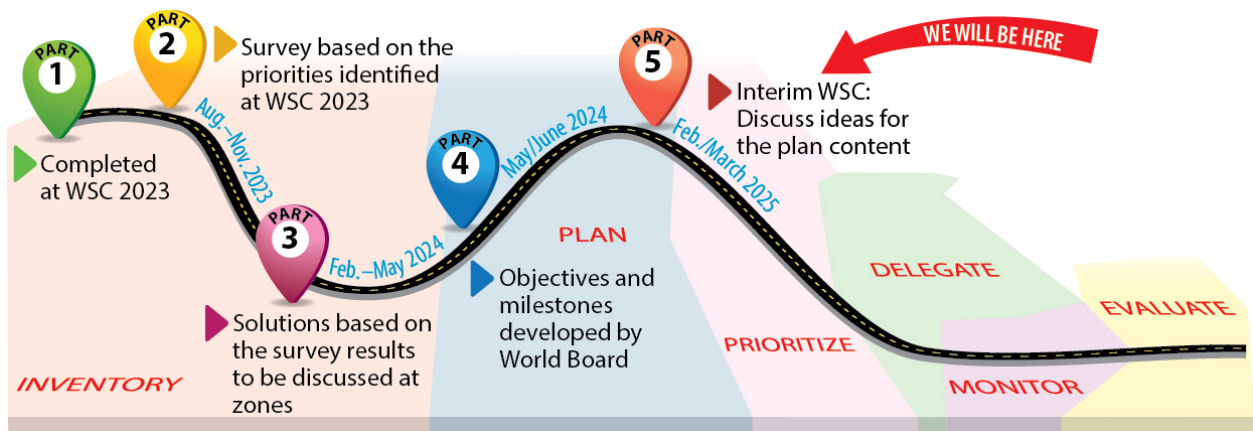 PART
1
Completed
at WSC 2023
PART
2
Survey based on the
priorities identified
at WSC 2023
Aug.–Nov. 2023
PART
3
Solutions based on
the survey results
to be discussed at
zones
INVENTORY
Feb.–May 2024
PART
4
Objectives and
milestones
developed by
World Board
PLAN
May/June 2024
PART
5
Interim WSC:
Discuss ideas for
the plan content
WE WILL BE HERE
Feb./March 2025
PRIORITIZE
DELEGATE
MONITOR
EVALUATE